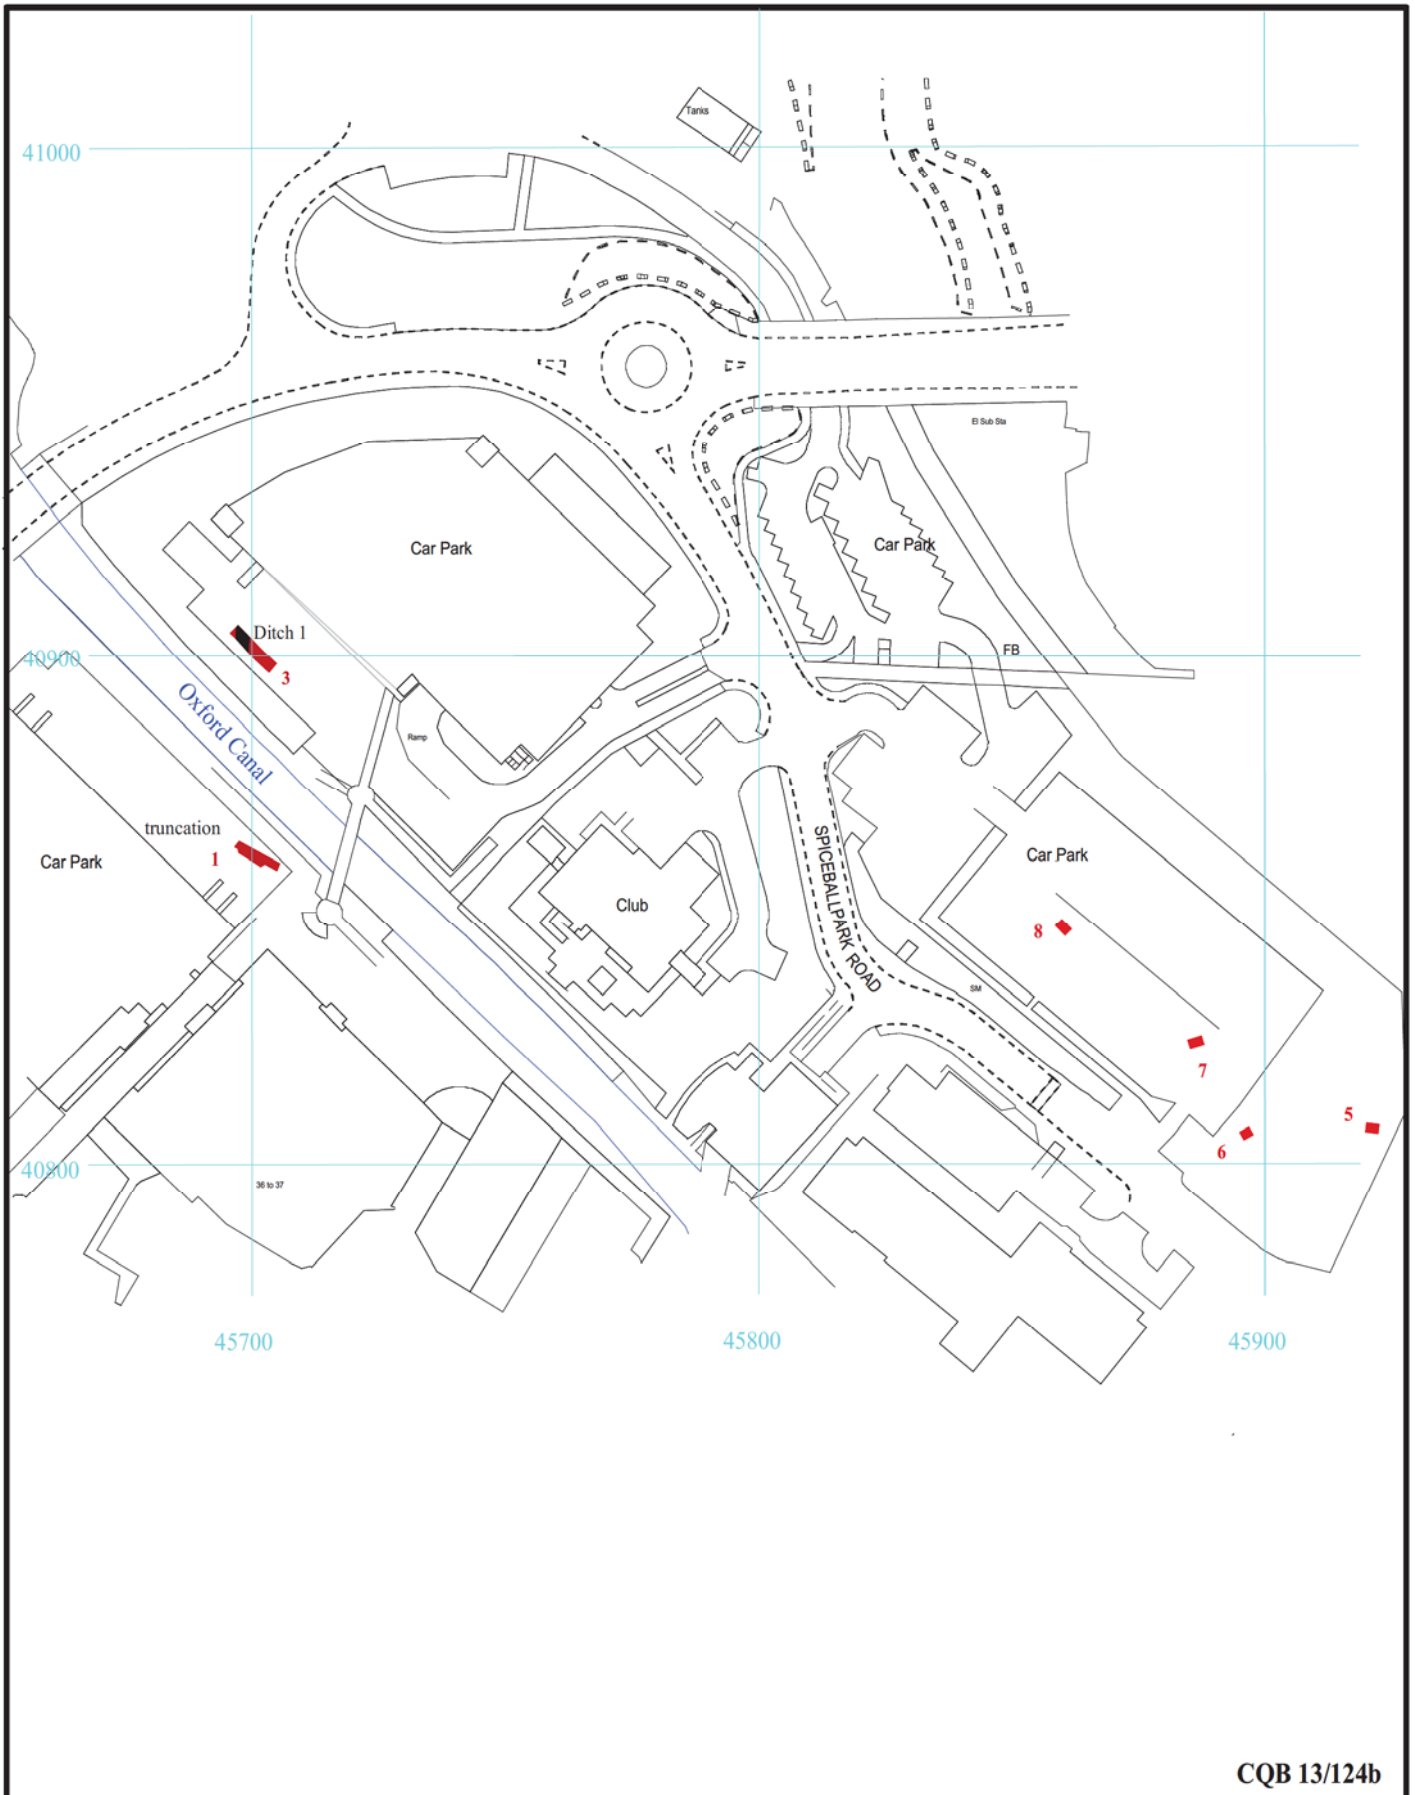 Tanks
41000
El Sub Sta
Car Park
Car Park
Ditch 1
FB
40900
3
Oxford Canal
Ramp
truncation
1
Car Park
SPICEBALLPARK ROAD
Car Park
Club
8
SM
7
5
6
40800
36 to 37
45700
45800
45900
CQB 13/124b